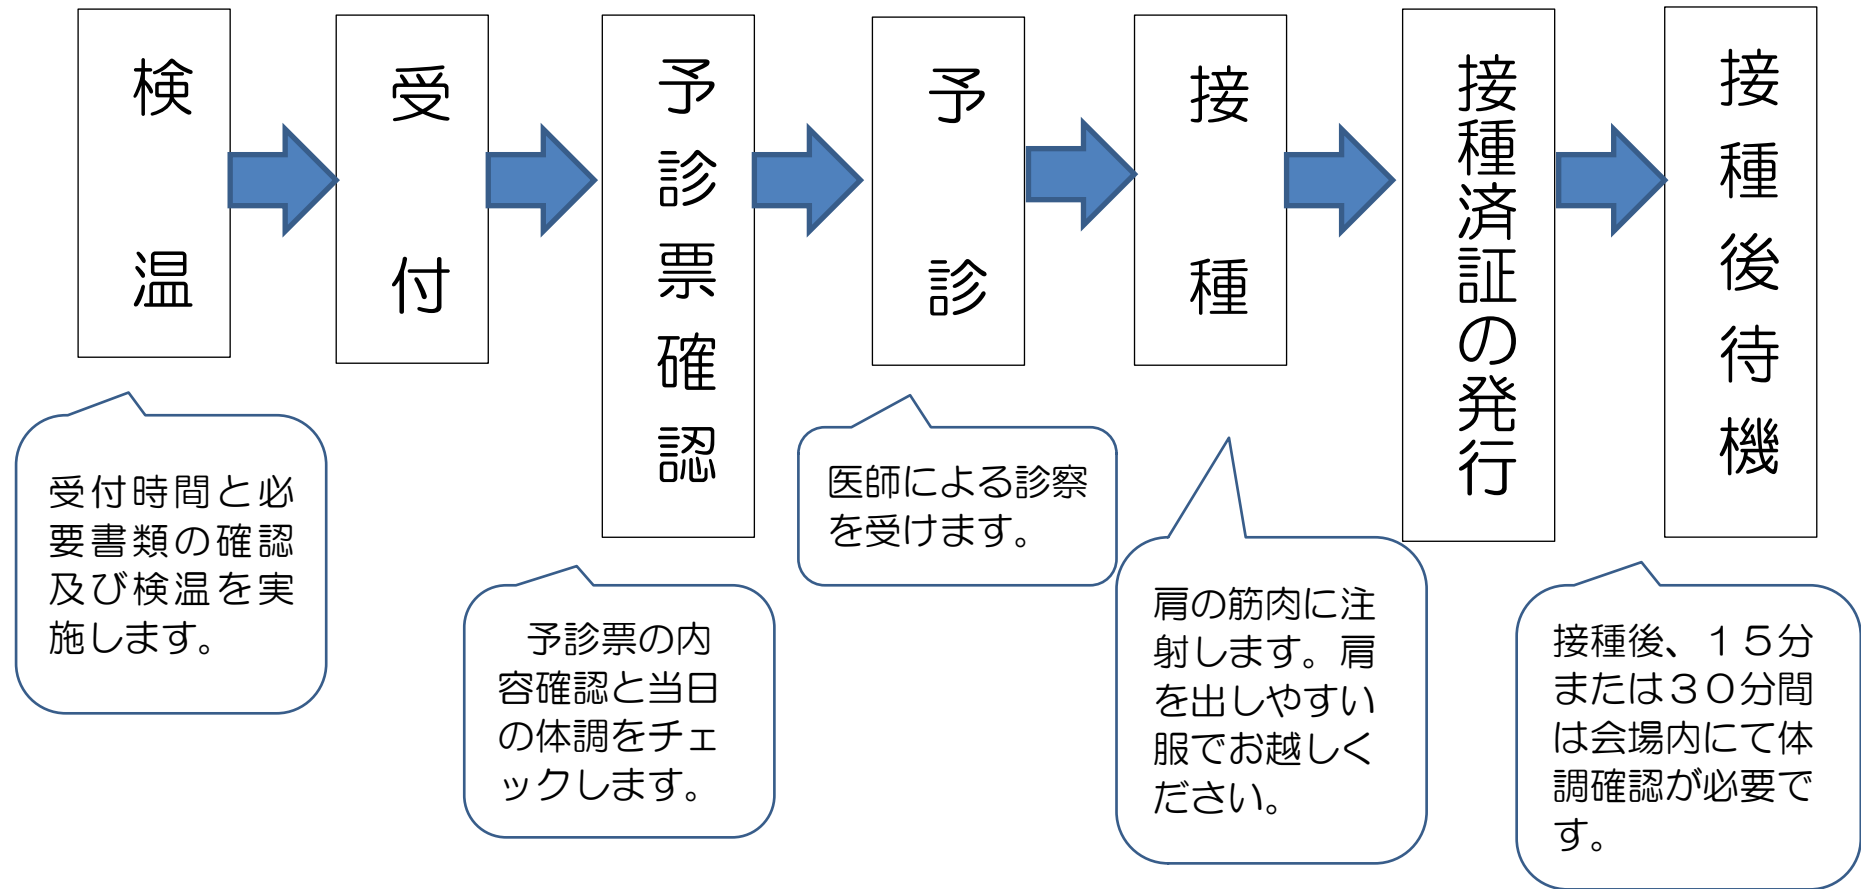 検温
受付
予診票確認
予診
接種
接種済証の発行
接種後待機
受付時間と必
要書類の確認
及び検温を実
施します。
予診票の内
容確認と当日
の体調をチェ
ックします。
医師による診察
を受けます。
肩の筋肉に注
射します。肩
を出しやすい
服でお越しく
ださい。
接種後、１５分
または３０分間
は会場内にて体
調確認が必要で
す。